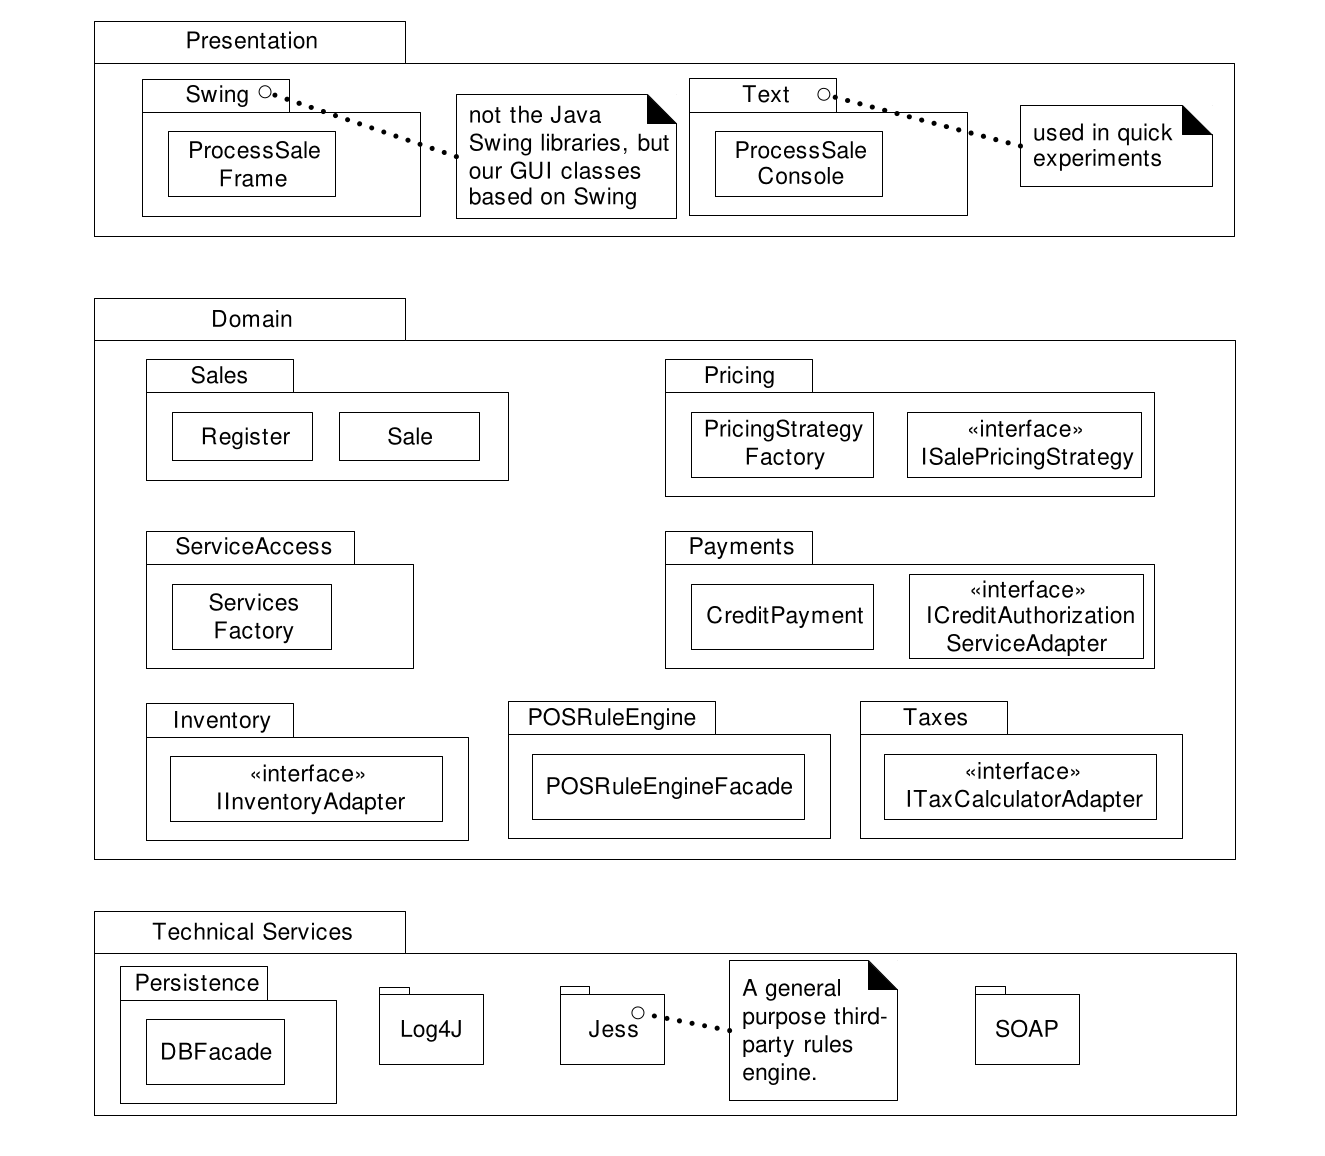 Presentation
Swing
ProcessSale
Frame
not the Java
Swing libraries, but
our GUI classes
based on Swing
Text
ProcessSale
Console
used in quick
experiments
Domain
Sales
Register
Sale
Pricing
PricingStrategy
Factory
«interface»
ISalePricingStrategy
ServiceAccess
Services
Factory
Payments
CreditPayment
«interface»
ICreditAuthorization
ServiceAdapter
Inventory
«interface»
IInventoryAdapter
POSRuleEngine
POSRuleEngineFacade
Taxes
«interface»
ITaxCalculatorAdapter
Technical Services
Persistence
DBFacade
Log4J
Jess
A general
purpose third-
party rules
engine.
SOAP